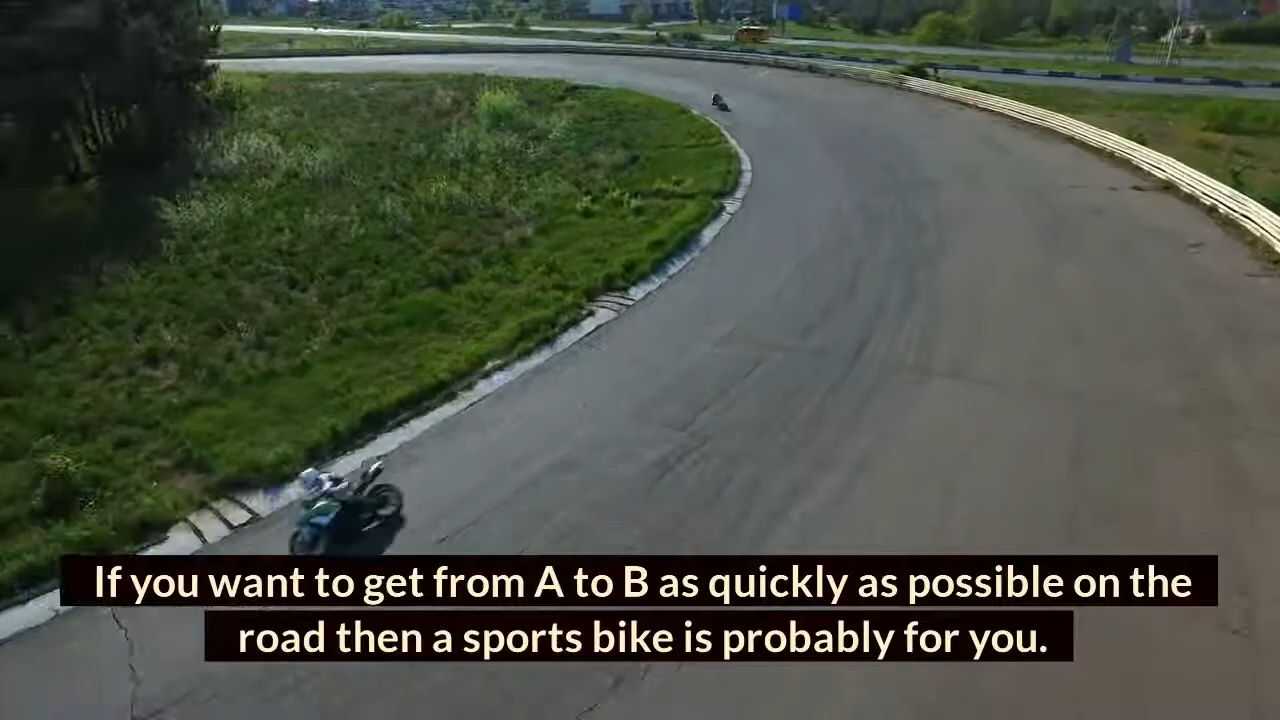 If you want to get from A to B as quickly as possible on the
road then a sports bike is probably for you.